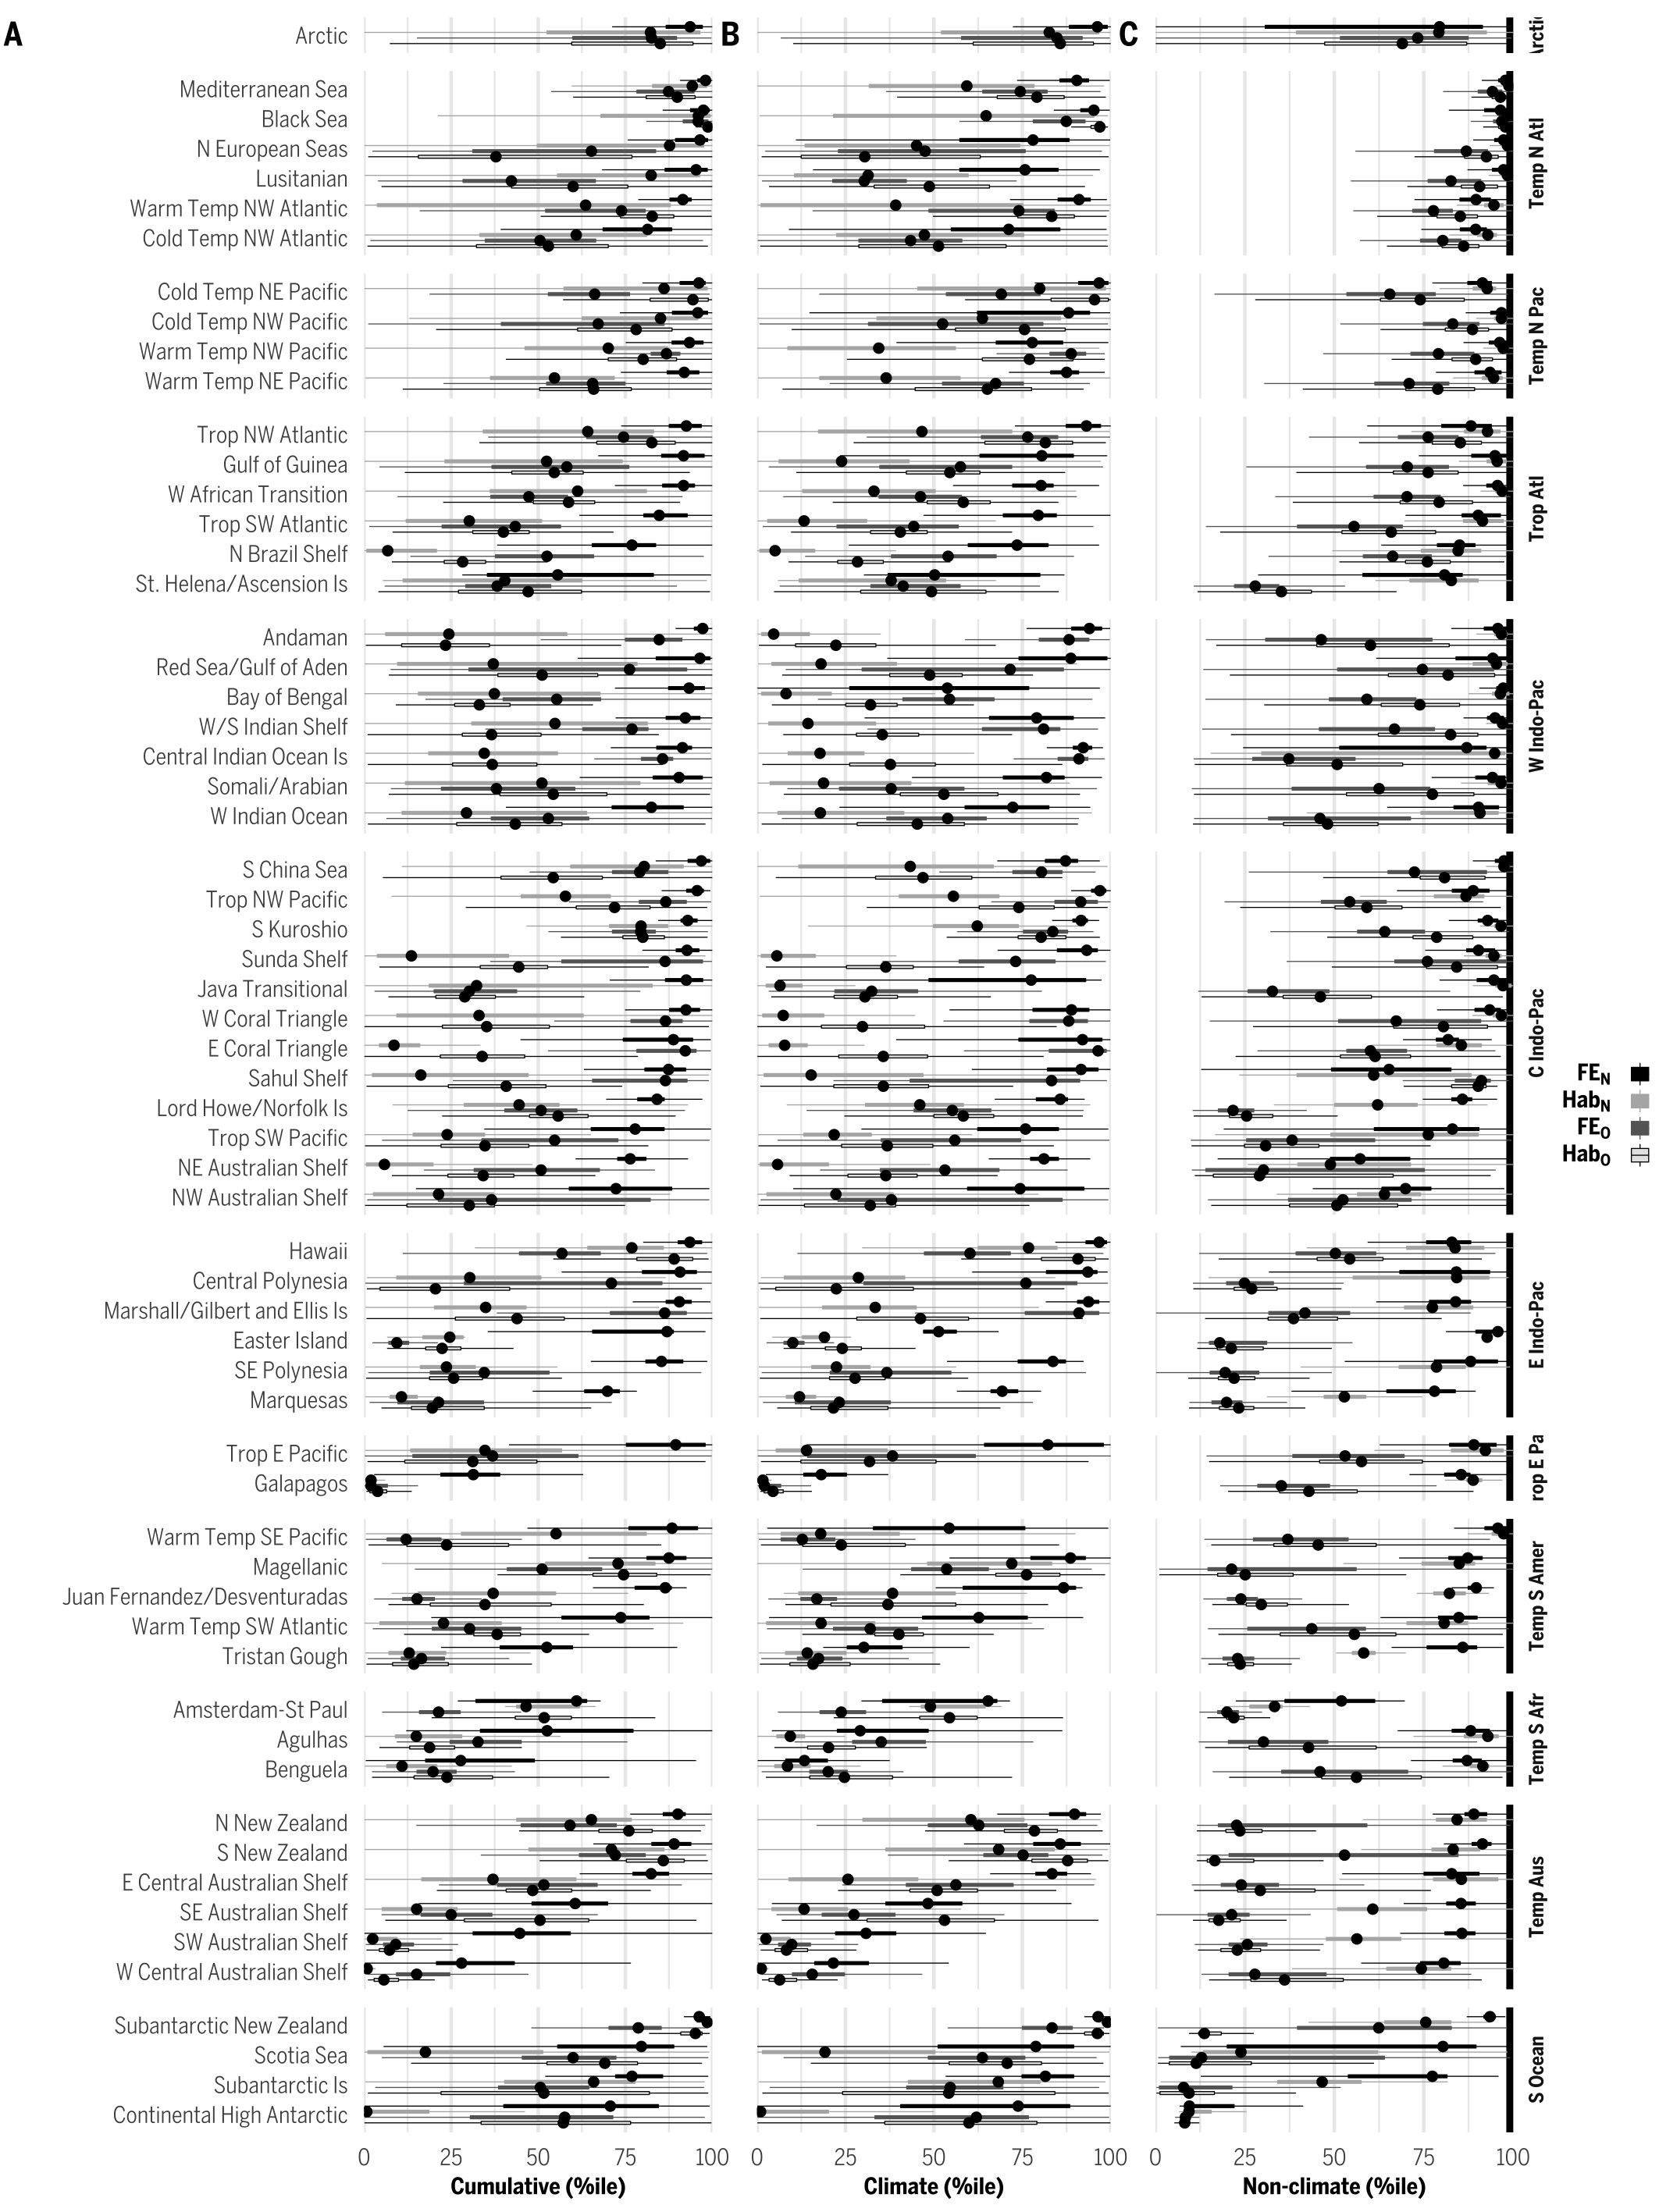 A
B
C
Arctic
Arctic
Mediterranean Sea
Black Sea
N European Seas
Lusitanian
Warm Temp NW Atlantic
Cold Temp NW Atlantic
Temp N Atl
Cold Temp NE Pacific
Cold Temp NW Pacific
Warm Temp NW Pacific
Warm Temp NE Pacific
Temp N Pac
Trop NW Atlantic
Gulf of Guinea
W African Transition
Trop SW Atlantic
N Brazil Shelf
St. Helena/Ascension Is
Trop Atl
Andaman
Red Sea/Gulf of Aden
Bay of Bengal
W/S Indian Shelf
Central Indian Ocean Is
Somali/Arabian
W Indian Ocean
W Indo-Pac
S China Sea
Trop NW Pacific
S Kuroshio
Sunda Shelf
Java Transitional
W Coral Triangle
E Coral Triangle
Sahul Shelf
Lord Howe/Norfolk Is
Trop SW Pacific
NE Australian Shelf
NW Australian Shelf
C Indo-Pac
FEN
HabN
FEO
HabO
Hawaii
Central Polynesia
Marshall/Gilbert and Ellis Is
Easter Island
SE Polynesia
Marquesas
E Indo-Pac
Trop E Pacific
Galapagos
rop E Pa
Warm Temp SE Pacific
Magellanic
Juan Fernandez/Desventuradas
Warm Temp SW Atlantic
Tristan Gough
Temp S Amer
Amsterdam-St Paul
Agulhas
Benguela
Temp S Afr
N New Zealand
S New Zealand
E Central Australian Shelf
SE Australian Shelf
SW Australian Shelf
W Central Australian Shelf
Temp Aus
Subantarctic New Zealand
Scotia Sea
Subantarctic Is
Continental High Antarctic
S Ocean
0 25 50 75 100
0 25 50 75 100
0 25 50 75 100
Cumulative (%ile)
Climate (%ile)
Non-climate (%ile)